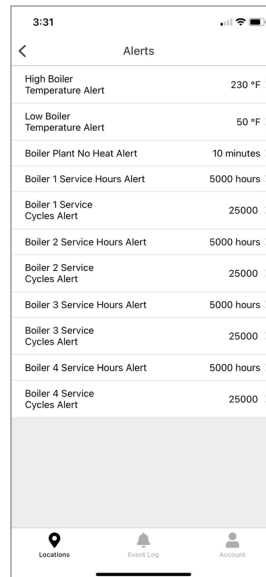 3:31
Alerts
High Boiler
Temperature Alert
230 °F
Low Boiler
Temperature Alert
50 °F
Boiler Plant No Heat Alert
10 minutes
Boiler 1 Service Hours Alert
5000 hours
Boiler 1 Service
Cycles Alert
25000
Boiler 2 Service Hours Alert
5000 hours
Boiler 2 Service
Cycles Alert
25000
Boiler 3 Service Hours Alert
5000 hours
Boiler 3 Service
Cycles Alert
25000
Boiler 4 Service Hours Alert
5000 hours
Boiler 4 Service
Cycles Alert
25000
Locations
Event Log
Account